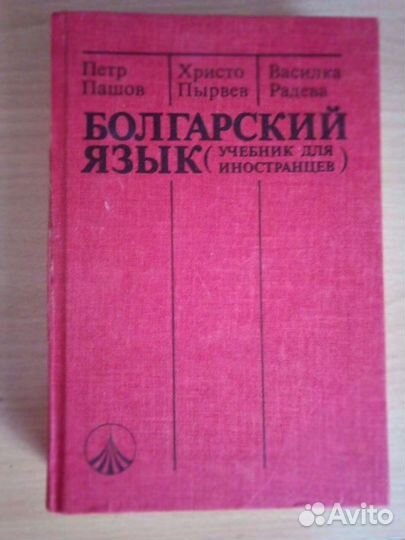 Петр Христо Василка
Пашов Пырвев Радева
БОЛГАРСКИЙ
ЯЗЫК (УЧЕБНИК ДЛЯ
ИНОСТРАНЦЕВ)
Avito